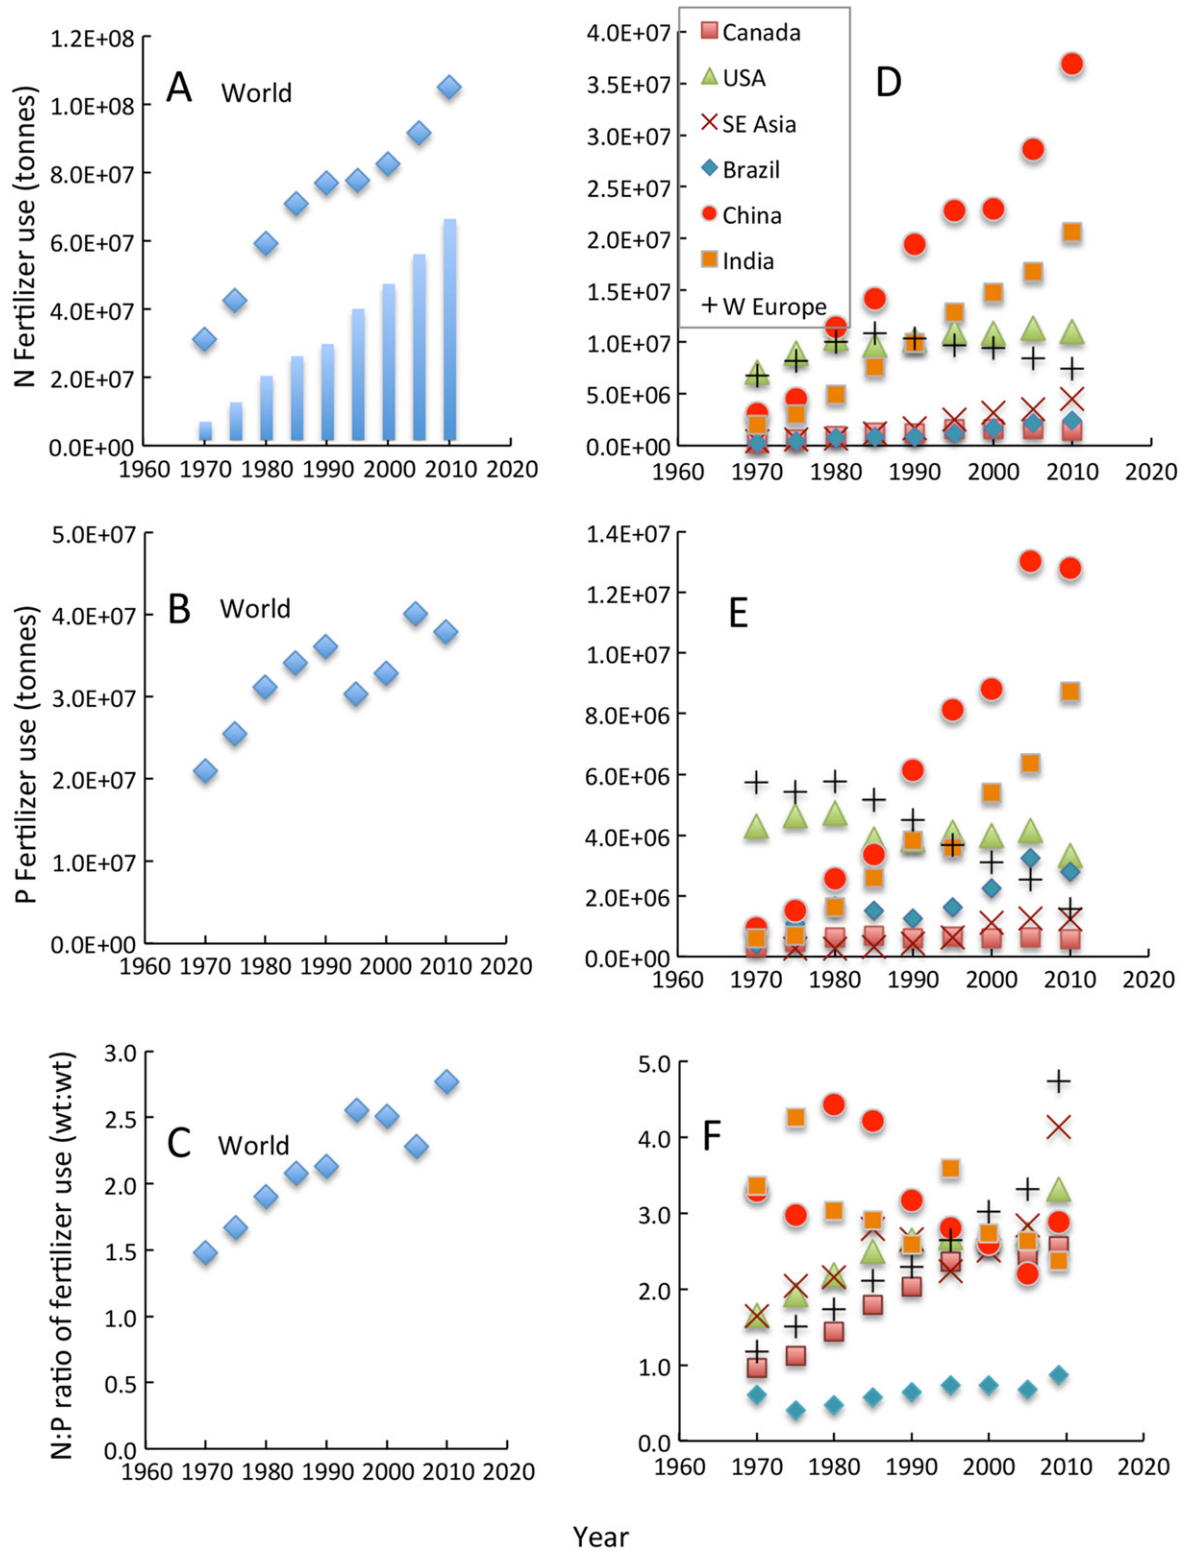 N Fertilizer use (tonnes)
1.2E+08
1.0E+08
8.0E+07
6.0E+07
4.0E+07
2.0E+07
0.0E+00
A World
1960 1970 1980 1990 2000 2010 2020
4.0E+07
3.5E+07
3.0E+07
2.5E+07
2.0E+07
1.5E+07
1.0E+07
5.0E+06
0.0E+00
Canada
USA
SE Asia
Brazil
China
India
W Europe
D
1960 1970 1980 1990 2000 2010 2020
P Fertilizer use (tonnes)
5.0E+07
4.0E+07
3.0E+07
2.0E+07
1.0E+07
0.0E+00
B World
1960 1970 1980 1990 2000 2010 2020
1.4E+07
1.2E+07
1.0E+07
8.0E+06
6.0E+06
4.0E+06
2.0E+06
0.0E+00
E
1960 1970 1980 1990 2000 2010 2020
N:P ratio of fertilizer use (wt:wt)
3.0
2.5
2.0
1.5
1.0
0.5
0.0
C World
1960 1970 1980 1990 2000 2010 2020
5.0
4.0
3.0
2.0
1.0
0.0
F
1960 1970 1980 1990 2000 2010 2020
Year